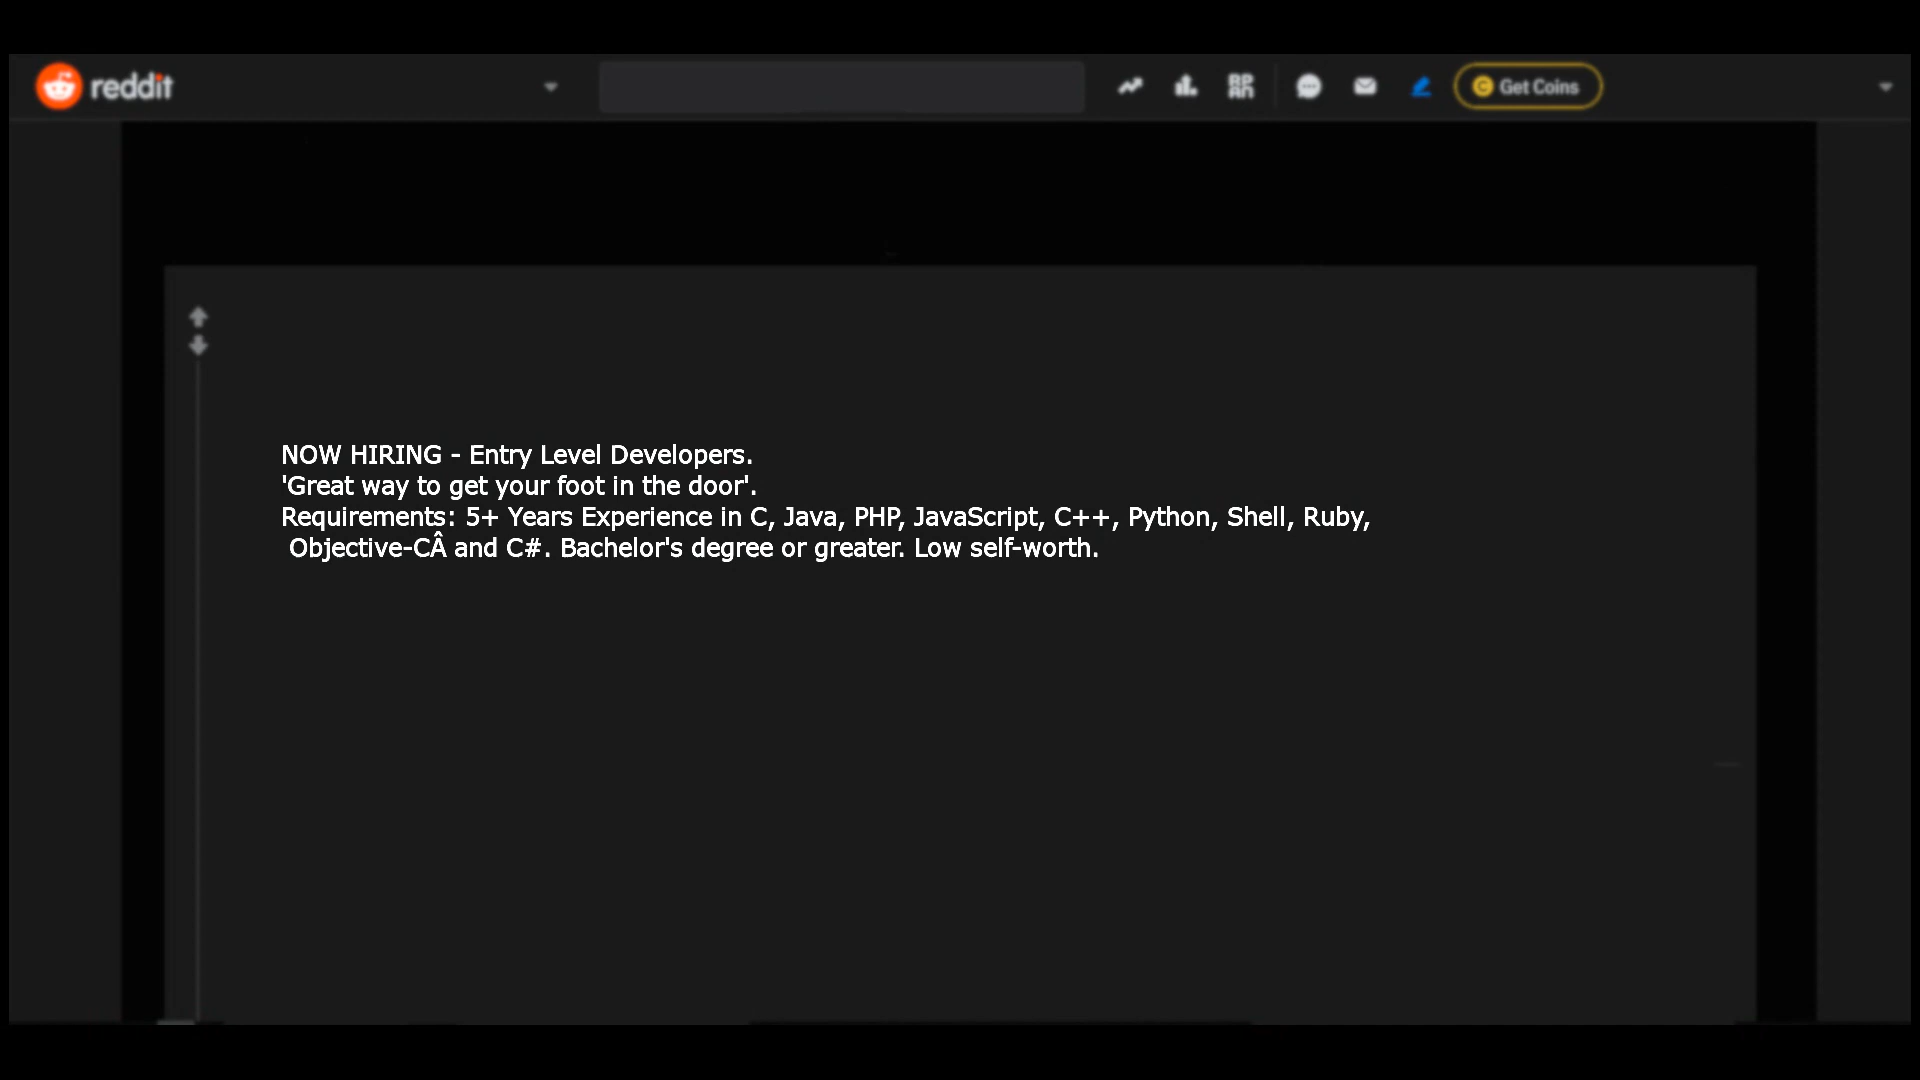 reddit
Get Coins
NOW HIRING - Entry Level Developers.
'Great way to get your foot in the door'.
Requirements: 5+ Years Experience in C, Java, PHP, JavaScript, C++, Python, Shell, Ruby,
Objective-CÂ and C#. Bachelor's degree or greater. Low self-worth.